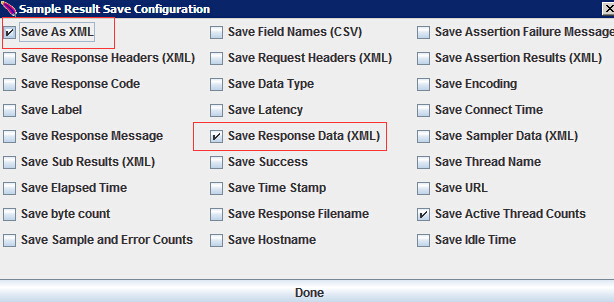 Sample Result Save Configuration
Save As XML Save Field Names (CSV) Save Assertion Failure Message
Save Response Headers (XML) Save Request Headers (XML) Save Assertion Results (XML)
Save Response Code Save Data Type Save Encoding
Save Label Save Latency Save Connect Time
Save Response Message Save Response Data (XML) Save Sampler Data (XML)
Save Sub Results (XML) Save Success Save Thread Name
Save Elapsed Time Save Time Stamp Save URL
Save byte count Save Response Filename Save Active Thread Counts
Save Sample and Error Counts Save Hostname Save Idle Time
Done